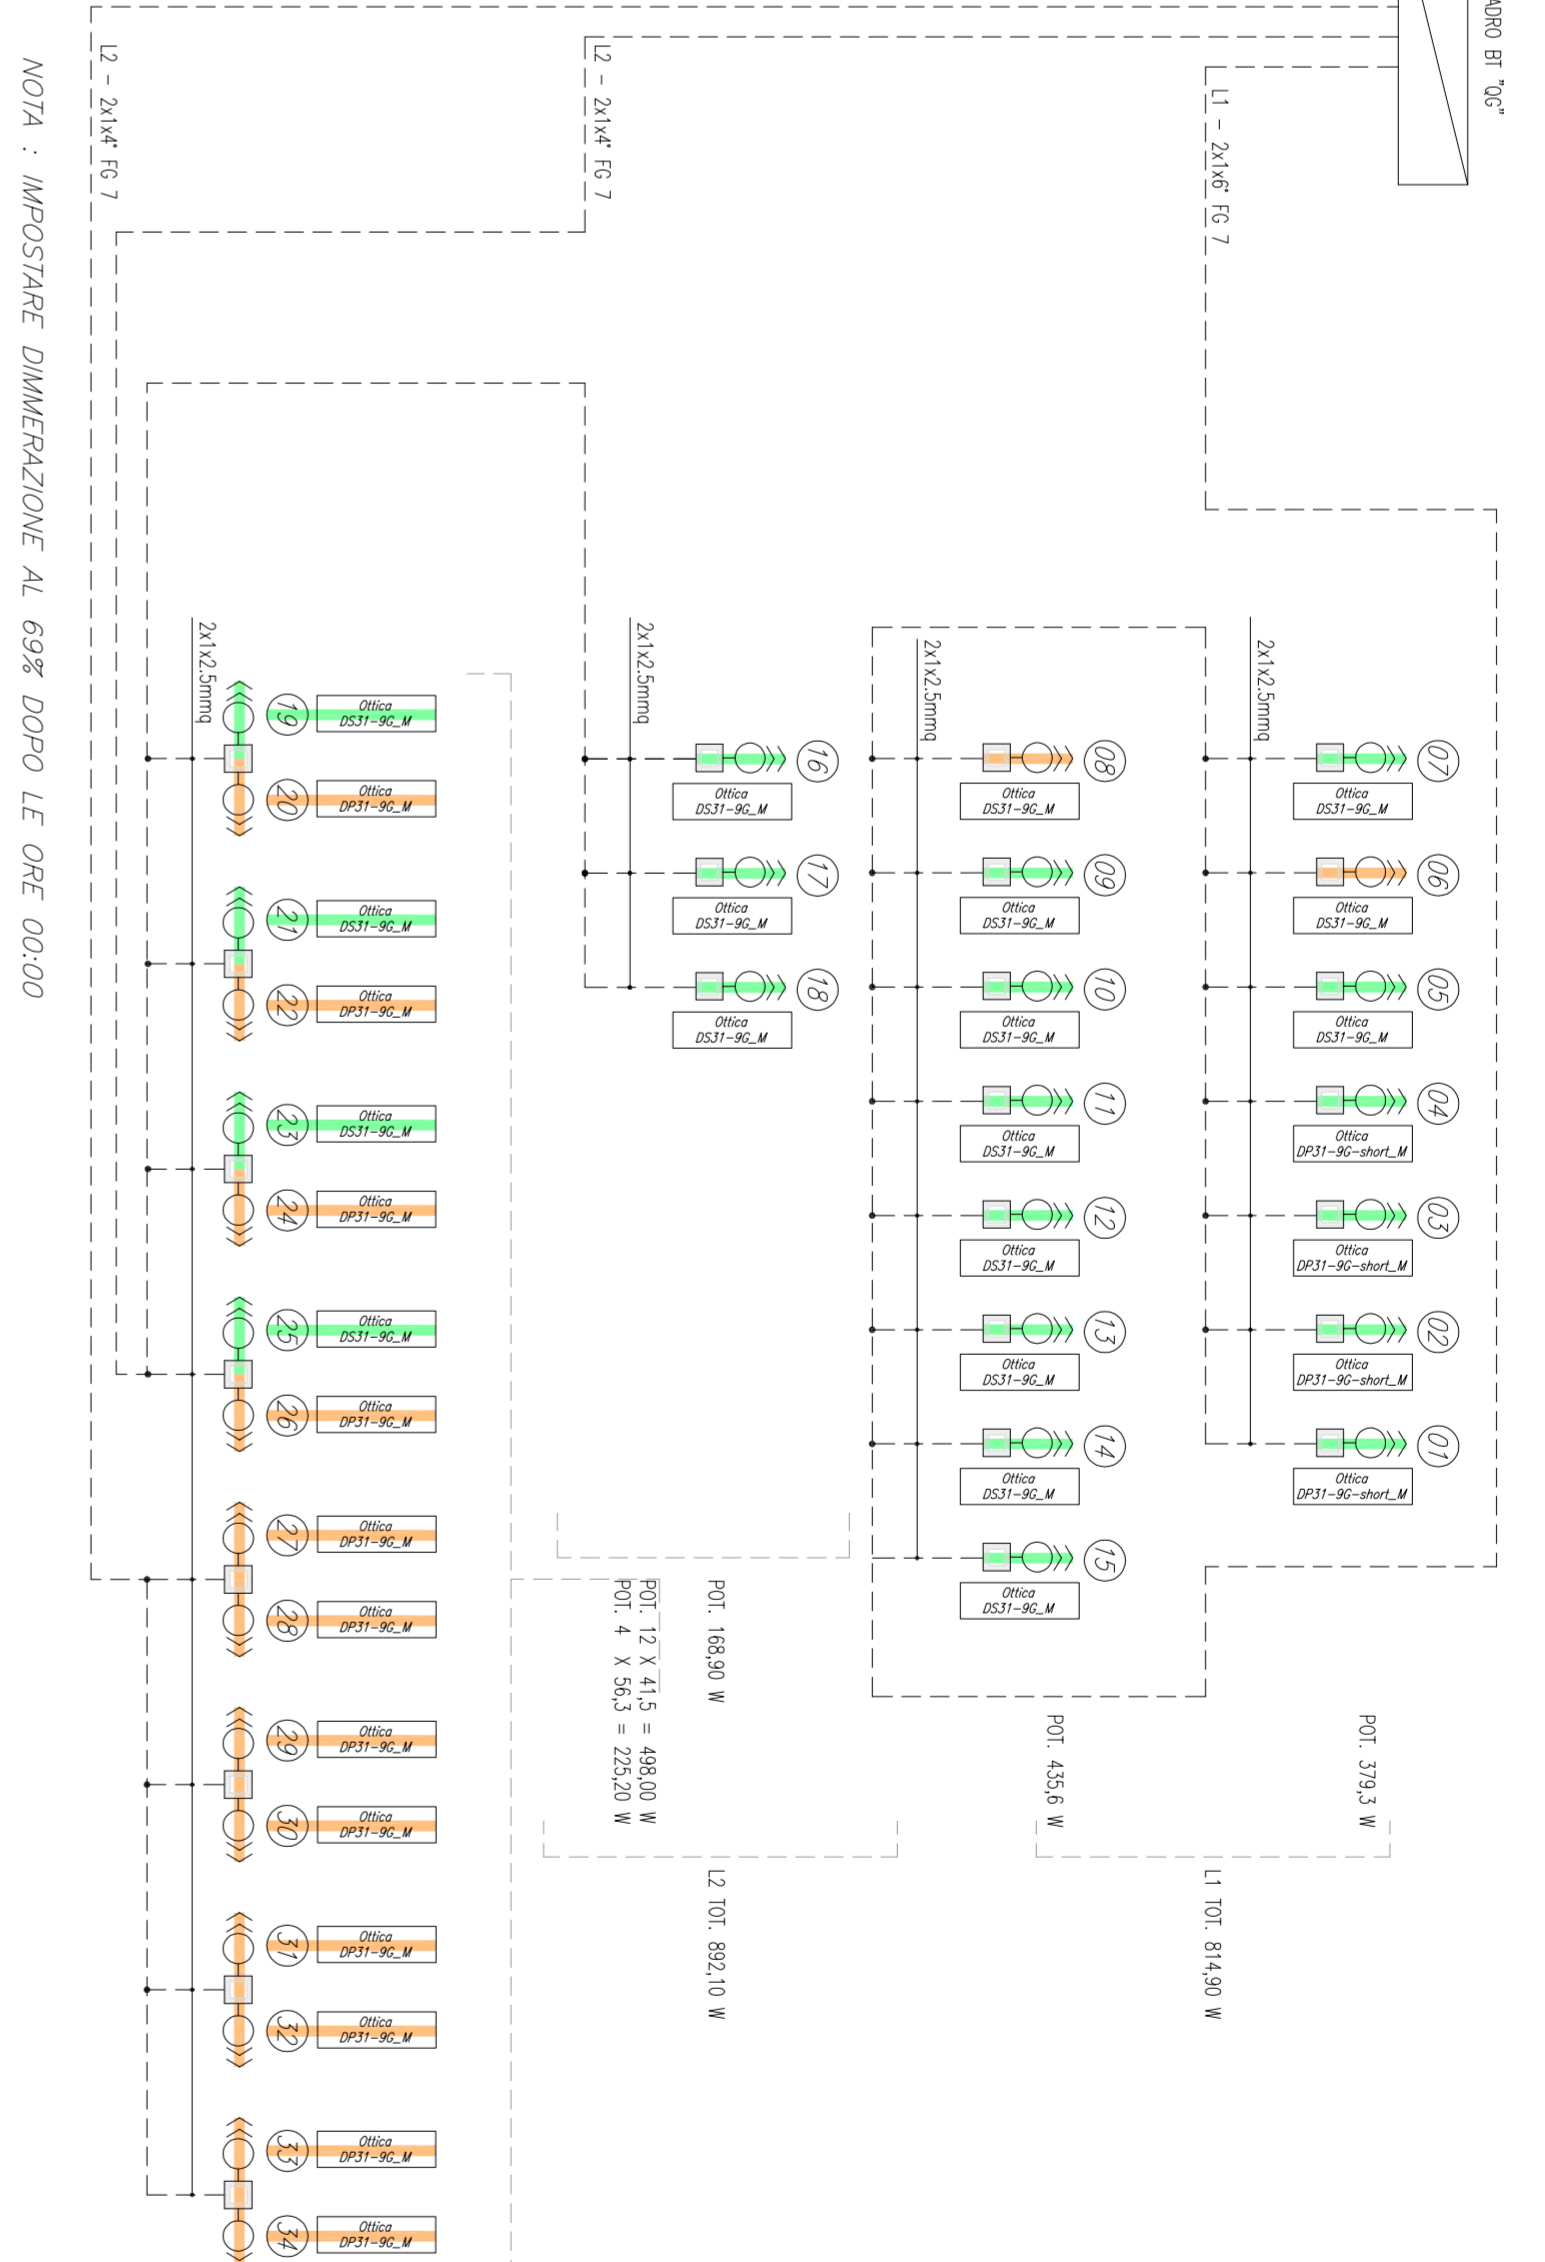 ADRO BT "QG"
L1 - 2x1x6° FG 7
L2 - 2x1x4° FG 7
L2 - 2x1x4° FG 7
2x1x2.5mmq
07
Ottica
DS31-9G_M
06
Ottica
DS31-9G_M
05
Ottica
DS31-9G_M
04
Ottica
DP31-9G-short_M
03
Ottica
DP31-9G-short_M
02
Ottica
DP31-9G-short_M
01
Ottica
DP31-9G-short_M
POT. 379,3 W
2x1x2.5mmq
08
Ottica
DS31-9G_M
09
Ottica
DS31-9G_M
10
Ottica
DS31-9G_M
11
Ottica
DS31-9G_M
12
Ottica
DS31-9G_M
13
Ottica
DS31-9G_M
14
Ottica
DS31-9G_M
15
Ottica
DS31-9G_M
POT. 435,6 W
L1 TOT. 814,90 W
2x1x2.5mmq
16
Ottica
DS31-9G_M
17
Ottica
DS31-9G_M
18
Ottica
DS31-9G_M
POT. 168,90 W
POT. 12 X 41,5 = 498,00 W
POT. 4 X 56,3 = 225,20 W
L2 TOT. 892,10 W
2x1x2.5mmq
19
Ottica
DS31-9G_M
20
Ottica
DP31-9G_M
21
Ottica
DS31-9G_M
22
Ottica
DP31-9G_M
23
Ottica
DS31-9G_M
24
Ottica
DP31-9G_M
25
Ottica
DS31-9G_M
26
Ottica
DP31-9G_M
27
Ottica
DP31-9G_M
28
Ottica
DP31-9G_M
29
Ottica
DP31-9G_M
30
Ottica
DP31-9G_M
31
Ottica
DP31-9G_M
32
Ottica
DP31-9G_M
33
Ottica
DP31-9G_M
34
Ottica
DP31-9G_M
NOTA : IMPOSTARE DIMMERAZIONE AL 69% DOPO LE ORE 00:00